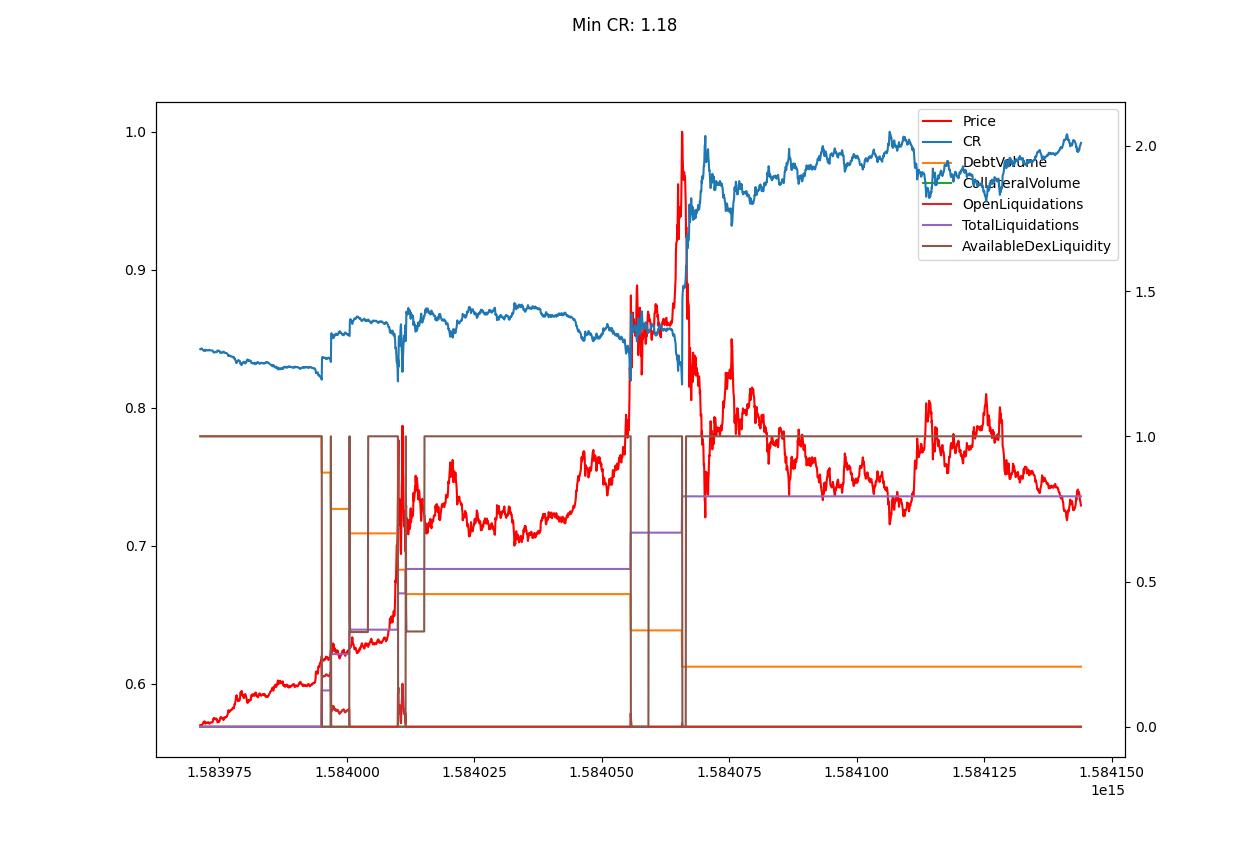 Min CR: 1.18
1.0
0.9
0.8
0.7
0.6
2.0
1.5
1.0
0.5
0.0
Price
CR
DebtVolume
CollateralVolume
OpenLiquidations
TotalLiquidations
AvailableDexLiquidity
1.583975 1.584000 1.584025 1.584050 1.584075 1.584100 1.584125 1.584150
1e15